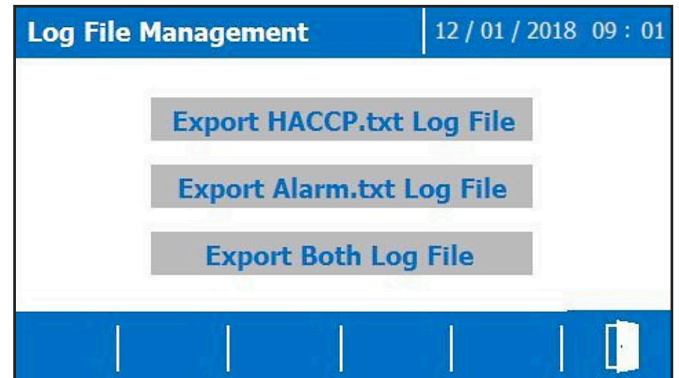 Log File Management
12 / 01 / 2018 09 : 01
Export HACCP.txt Log File
Export Alarm.txt Log File
Export Both Log File